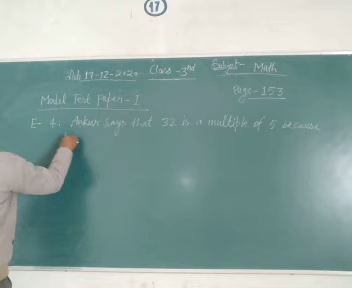 17
Dat 17-12-2020 Class-3rd Subject- Math
Model Test Paper-I Page-153
E- 4. Ankur says that 32 is a multiple of 5 because